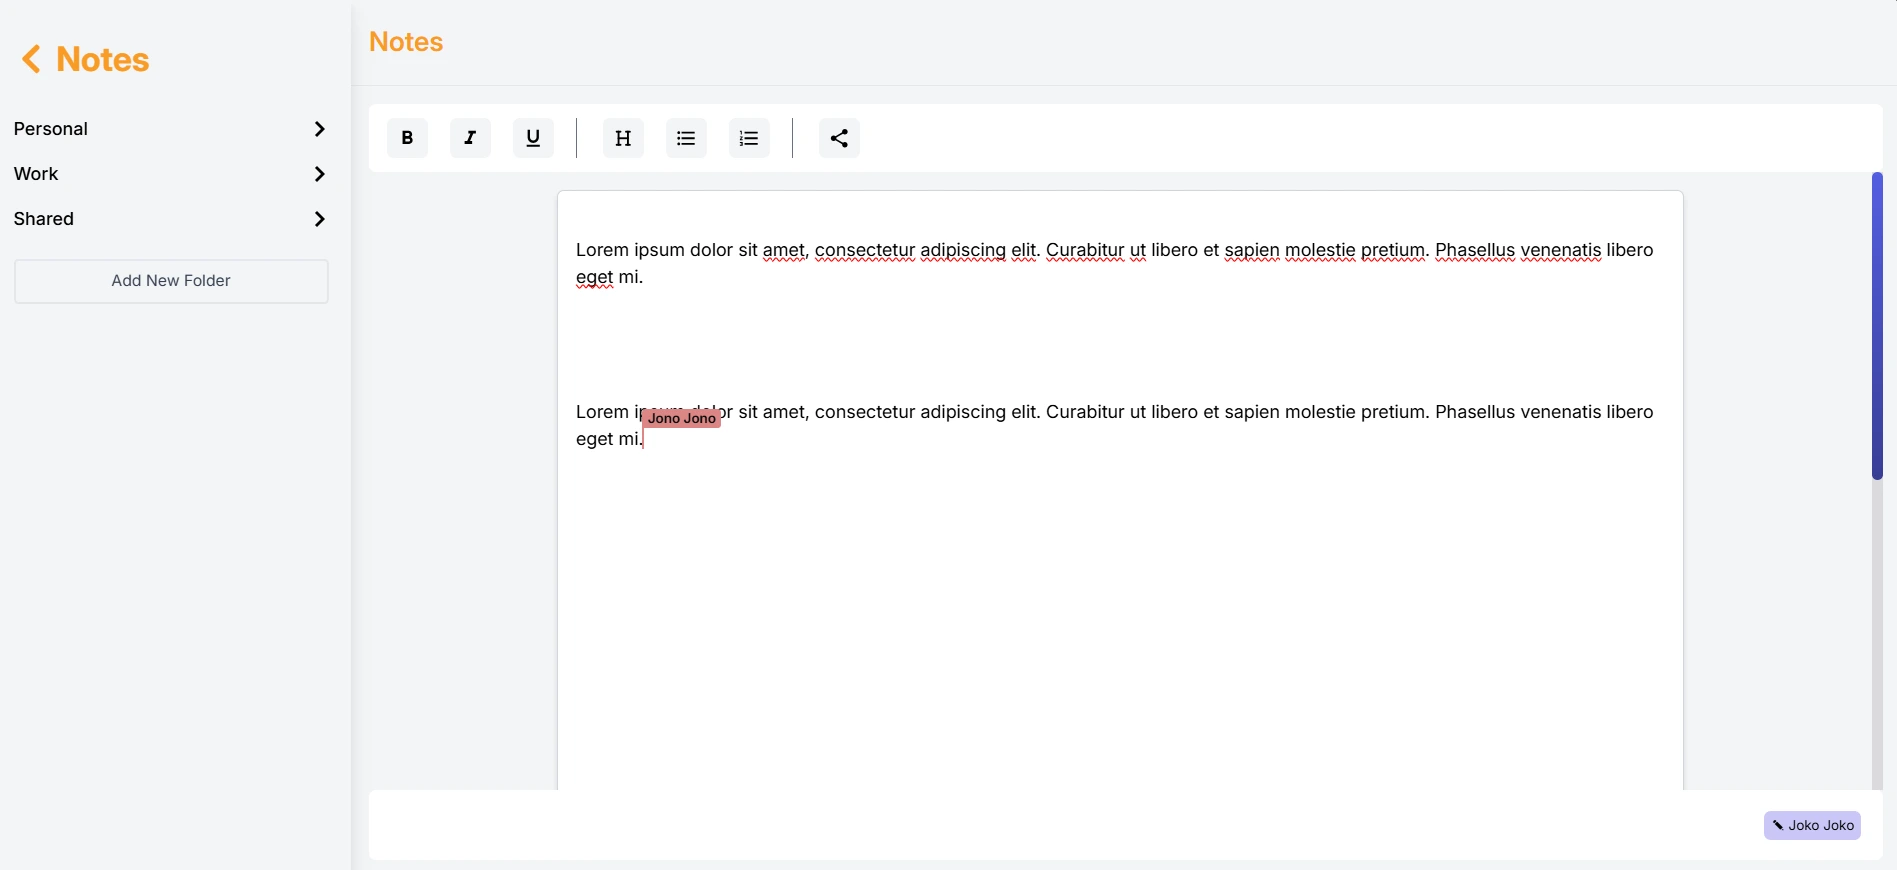 Notes
Personal
Work
Shared
Add New Folder
Notes
B I U H
Lorem ipsum dolor sit amet, consectetur adipiscing elit. Curabitur ut libero et sapien molestie pretium. Phasellus venenatis libero
eget mi.
Lorem ipsum dolor sit amet, consectetur adipiscing elit. Curabitur ut libero et sapien molestie pretium. Phasellus venenatis libero
Jono Jono
eget mi.
Joko Joko